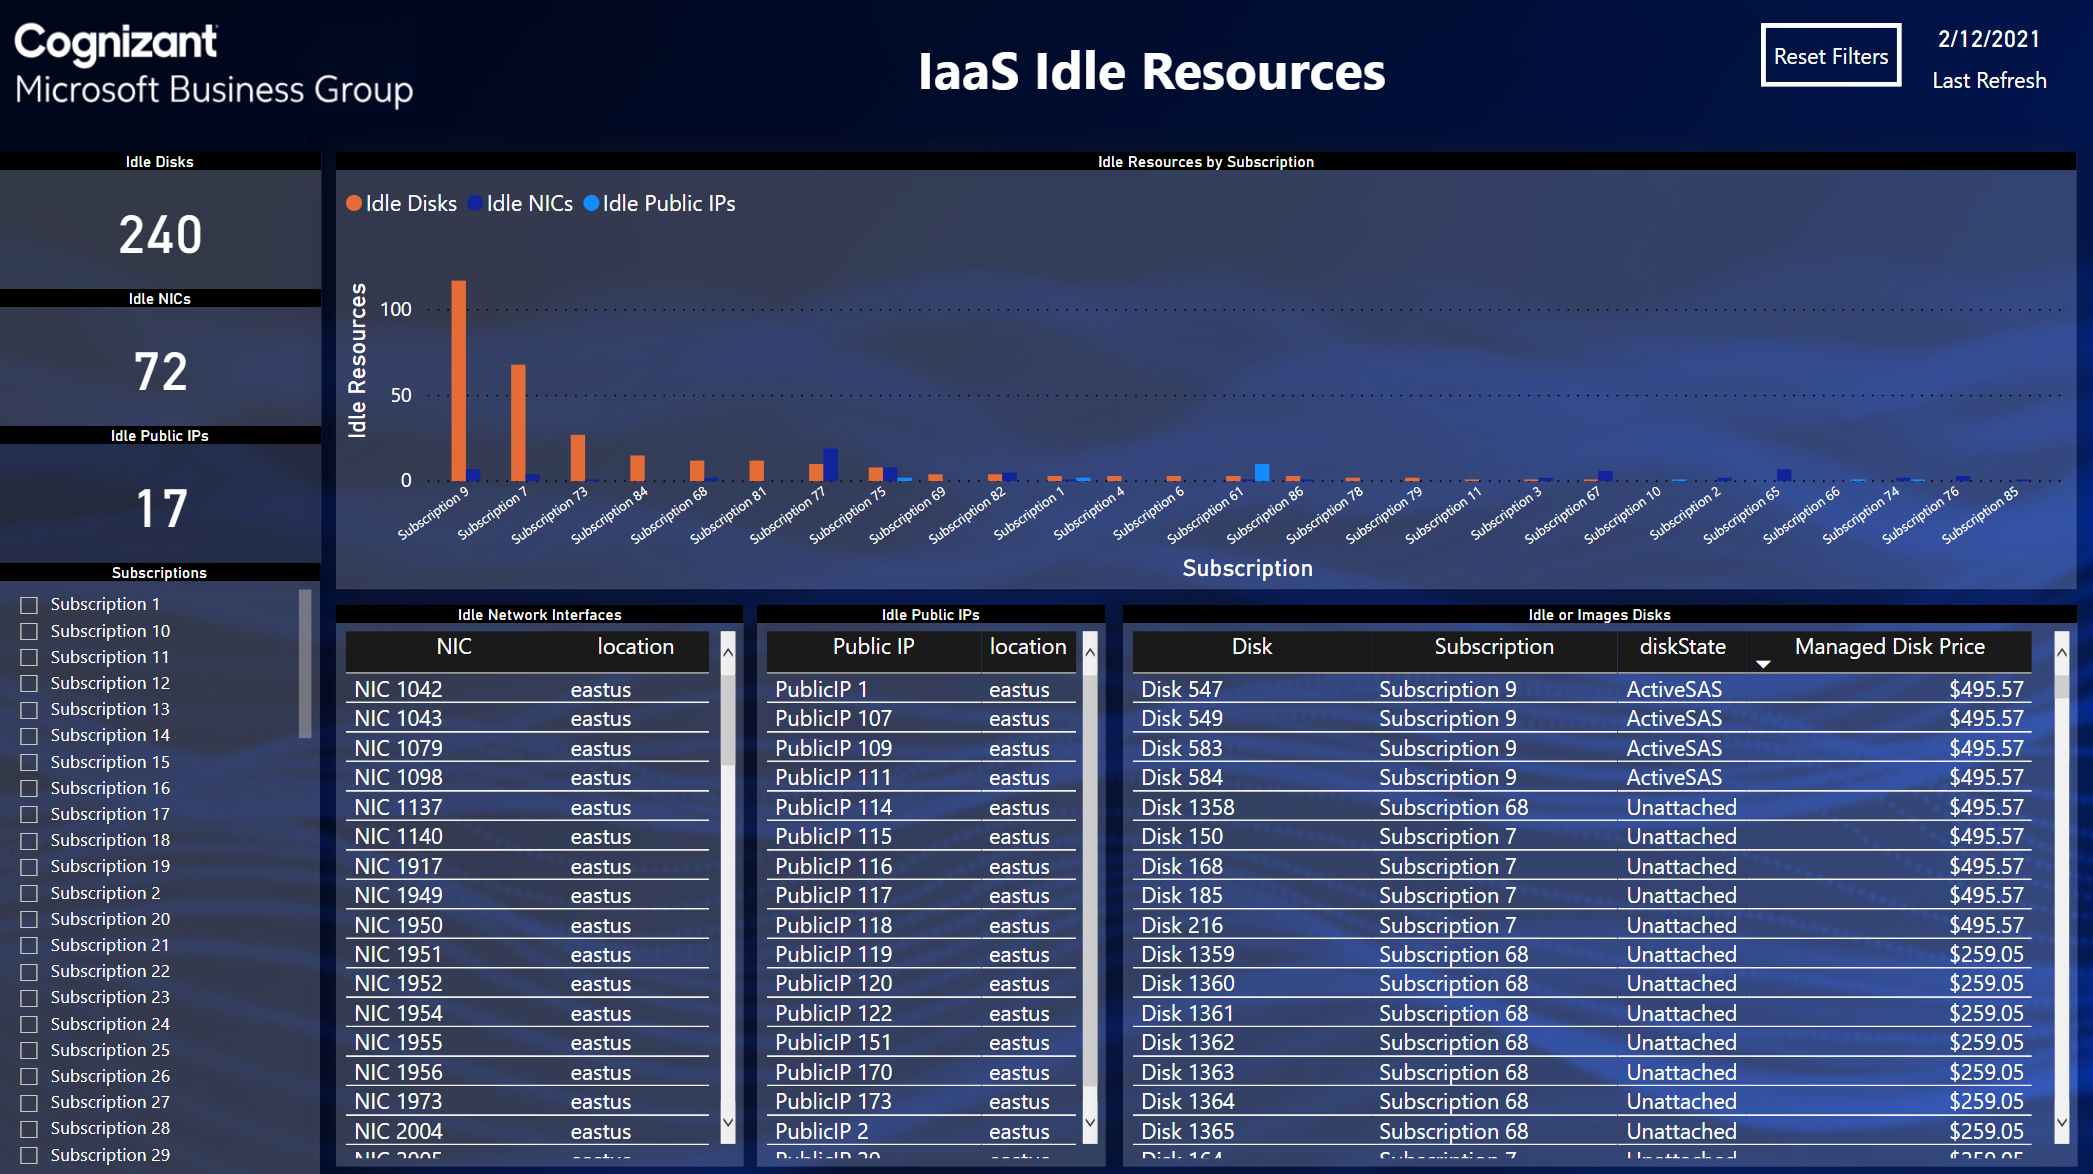 Cognizant
Microsoft Business Group
IaaS Idle Resources
Reset Filters
2/12/2021
Last Refresh
Idle Disks
240
Idle NICs
72
Idle Public IPs
17
Subscriptions
Subscription 1
Subscription 10
Subscription 11
Subscription 12
Subscription 13
Subscription 14
Subscription 15
Subscription 16
Subscription 17
Subscription 18
Subscription 19
Subscription 2
Subscription 20
Subscription 21
Subscription 22
Subscription 23
Subscription 24
Subscription 25
Subscription 26
Subscription 27
Subscription 28
Subscription 29
Idle Resources by Subscription
Idle Disks Idle NICs Idle Public IPs
Idle Resources
100
50
0
Subscription 9
Subscription 7
Subscription 73
Subscription 84
Subscription 68
Subscription 81
Subscription 77
Subscription 75
Subscription 69
Subscription 82
Subscription 1
Subscription 4
Subscription 6
Subscription 61
Subscription 86
Subscription 78
Subscription 79
Subscription 11
Subscription 3
Subscription 67
Subscription 10
Subscription 2
Subscription 65
Subscription 66
Subscription 74
Subscription 76
Subscription 85
Subscription
Idle Network Interfaces
NIC location
NIC 1042 eastus
NIC 1043 eastus
NIC 1079 eastus
NIC 1098 eastus
NIC 1137 eastus
NIC 1140 eastus
NIC 1917 eastus
NIC 1949 eastus
NIC 1950 eastus
NIC 1951 eastus
NIC 1952 eastus
NIC 1954 eastus
NIC 1955 eastus
NIC 1956 eastus
NIC 1973 eastus
NIC 2004 eastus
Idle Public IPs
Public IP location
PublicIP 1 eastus
PublicIP 107 eastus
PublicIP 109 eastus
PublicIP 111 eastus
PublicIP 114 eastus
PublicIP 115 eastus
PublicIP 116 eastus
PublicIP 117 eastus
PublicIP 118 eastus
PublicIP 119 eastus
PublicIP 120 eastus
PublicIP 122 eastus
PublicIP 151 eastus
PublicIP 170 eastus
PublicIP 173 eastus
PublicIP 2 eastus
Idle or Images Disks
Disk Subscription diskState Managed Disk Price
Disk 547 Subscription 9 ActiveSAS $495.57
Disk 549 Subscription 9 ActiveSAS $495.57
Disk 583 Subscription 9 ActiveSAS $495.57
Disk 584 Subscription 9 ActiveSAS $495.57
Disk 1358 Subscription 68 Unattached $495.57
Disk 150 Subscription 7 Unattached $495.57
Disk 168 Subscription 7 Unattached $495.57
Disk 185 Subscription 7 Unattached $495.57
Disk 216 Subscription 7 Unattached $495.57
Disk 1359 Subscription 68 Unattached $259.05
Disk 1360 Subscription 68 Unattached $259.05
Disk 1361 Subscription 68 Unattached $259.05
Disk 1362 Subscription 68 Unattached $259.05
Disk 1363 Subscription 68 Unattached $259.05
Disk 1364 Subscription 68 Unattached $259.05
Disk 1365 Subscription 68 Unattached $259.05